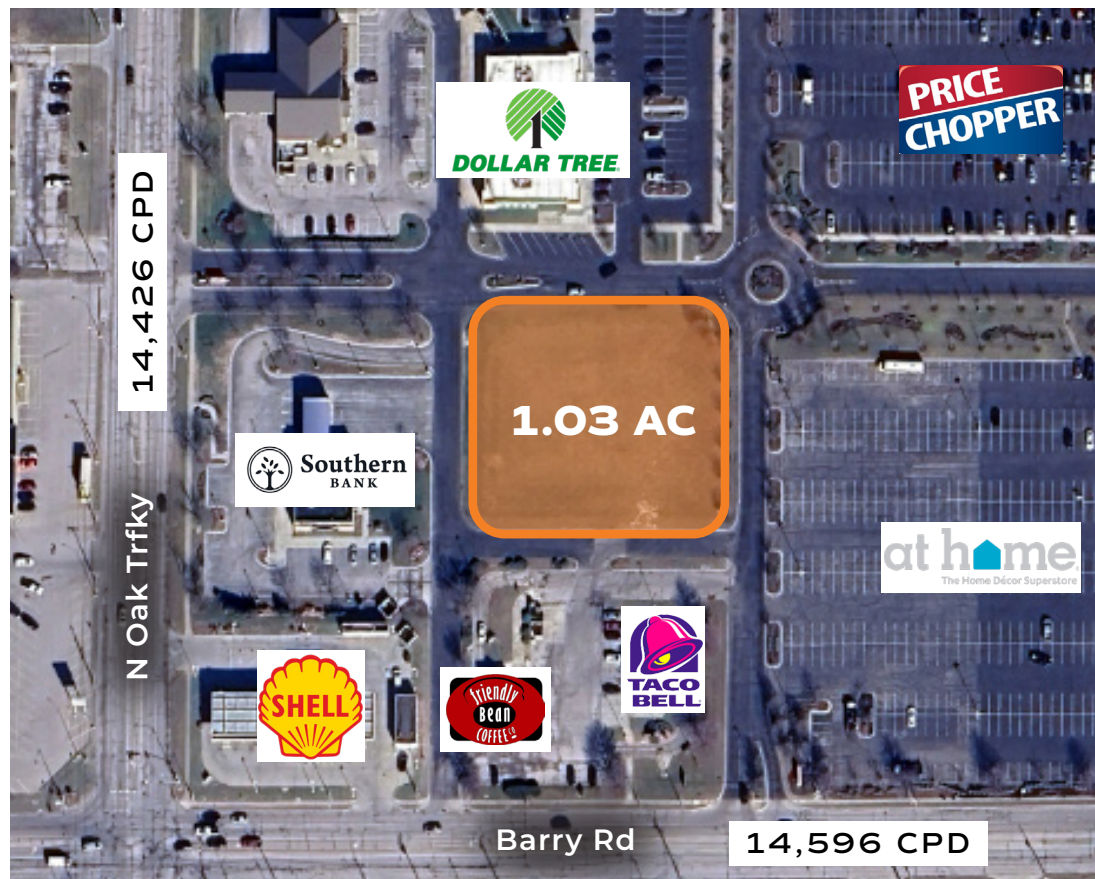 PRICE
CHOPPER
DOLLAR TREE
14,426 CPD
1.03 AC
Southern
BANK
N Oak Trfky
at home
The Home Décor Superstore
SHELL
friendly
Bean
COFFEE CO
TACO
BELL
Barry Rd
14,596 CPD